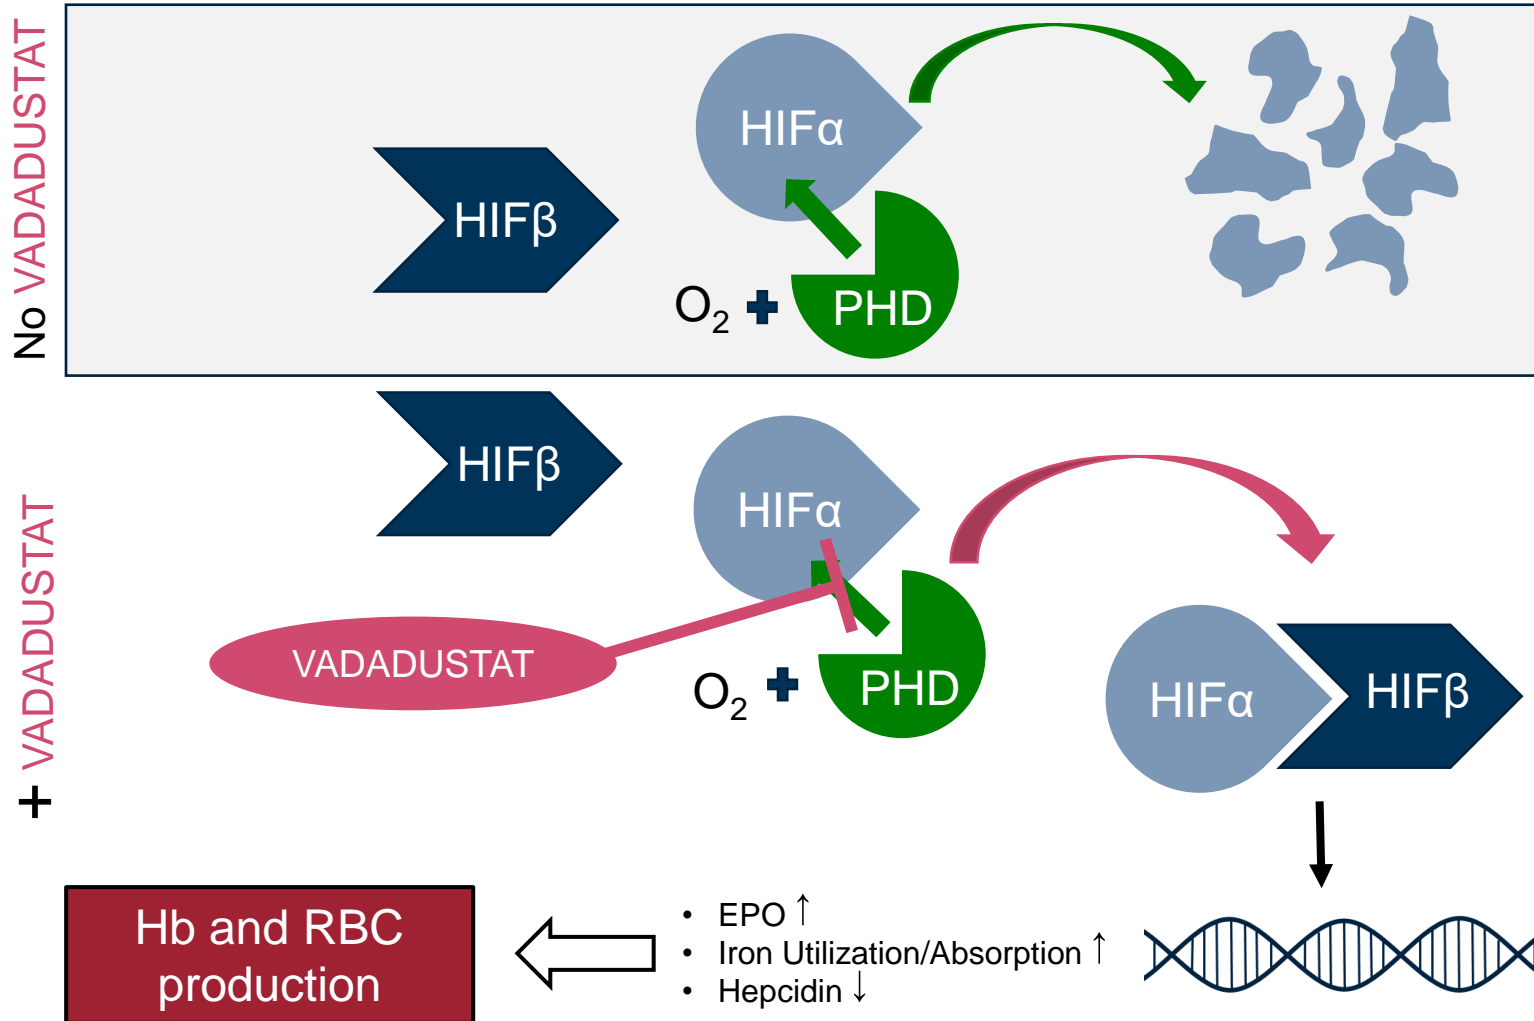 No VADADUSTAT
HIFα
HIFβ
O₂ + PHD
+ VADADUSTAT
HIFβ
HIFα
VADADUSTAT
O₂ + PHD
HIFα
HIFβ
Hb and RBC
production
• EPO ↑
• Iron Utilization/Absorption ↑
• Hepcidin ↓